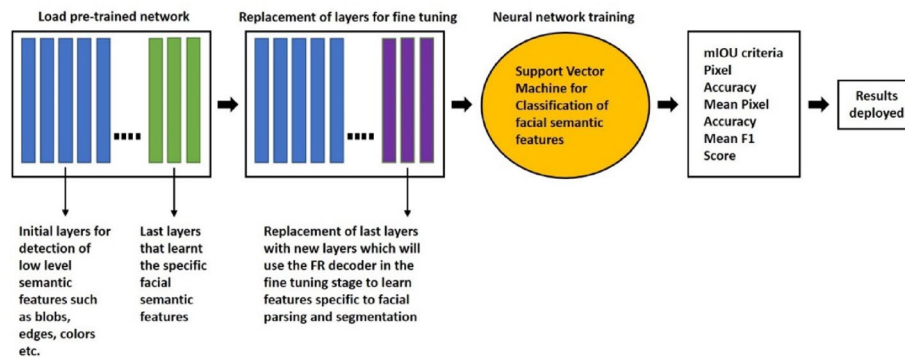 Load pre-trained network
Replacement of layers for fine tuning
Neural network training
Support Vector
Machine for
Classification of
facial semantic
features
mIOU criteria
Pixel
Accuracy
Mean Pixel
Accuracy
Mean F1
Score
Results
deployed
Initial layers for
detection of
low level
semantic
features such
as blobs,
edges, colors
etc.
Last layers
that learnt
the specific
facial
semantic
features
Replacement of last layers
with new layers which will
use the FR decoder in the
fine tuning stage to learn
features specific to facial
parsing and segmentation